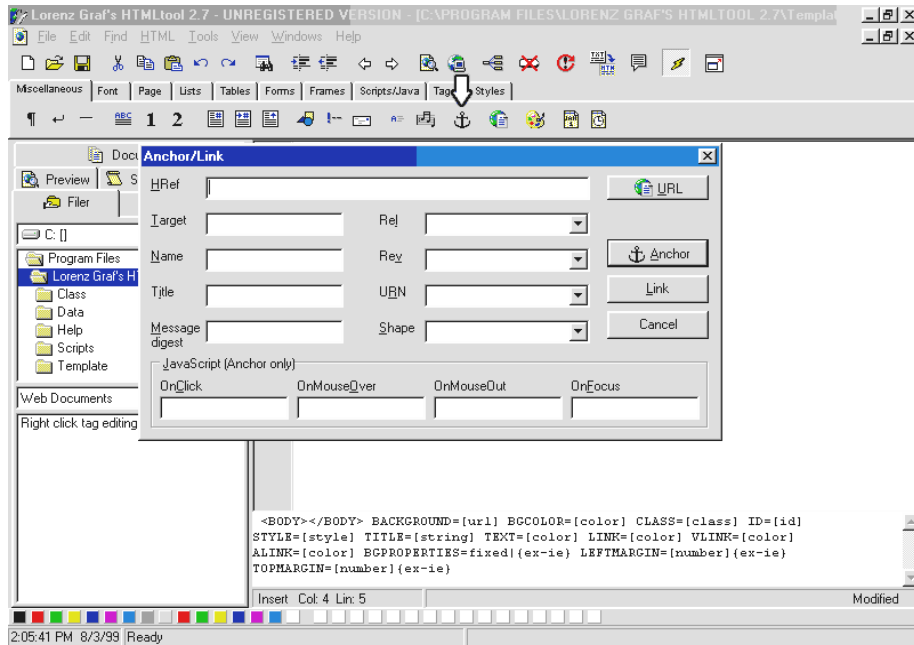 Lorenz Graf's HTMLtool 2.7 - UNREGISTERED VERSION - [C:\PROGRAM FILES\LORENZ GRAF'S HTMLTOOL 2.7\Templat
File Edit Find HTML Tools View Windows Help
Miscellaneous Font Page Lists Tables Forms Frames Scripts/Java Tag Styles
ABC 1 2
Docu
Anchor/Link
Preview S
HRef
URL
Filer
Target
Rel
C: []
Name
Rev
Anchor
Program Files
Lorenz Graf's H
Title
URN
Link
Class
Data
Message digest
Shape
Cancel
Help
Scripts
Template
JavaScript (Anchor only)
OnClick OnMouseOver OnMouseOut OnFocus
Web Documents
Right click tag editing
<BODY></BODY> BACKGROUND=[url] BGCOLOR=[color] CLASS=[class] ID=[id]
STYLE=[style] TITLE=[string] TEXT=[color] LINK=[color] VLINK=[color]
ALINK=[color] BGPROPERTIES=fixed|{ex-ie} LEFTMARGIN=[number]{ex-ie}
TOPMARGIN=[number]{ex-ie}
Insert Col: 4 Lin: 5 Modified
2:05:41 PM 8/3/99 Ready